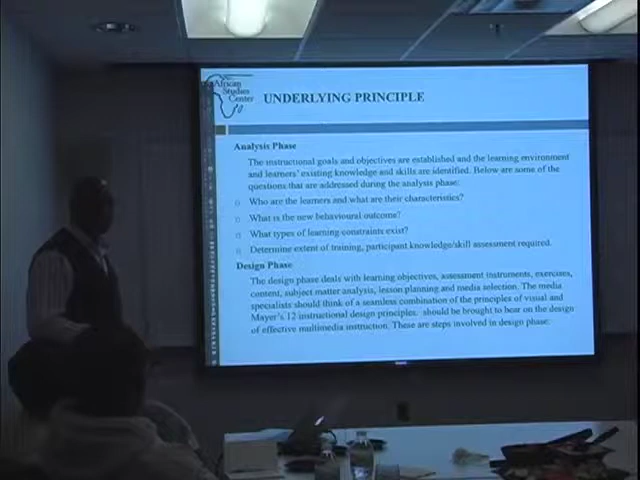 African
Studies
Center
50
UNDERLYING PRINCIPLE
Analysis Phase
The instructional goals and objectives are established and the learning environment
and learners' existing knowledge and skills are identified. Below are some of the
questions that are addressed during the analysis phase:
Who are the learners and what are their characteristics?
What is the new behavioural outcome?
What types of learning constraints exist?
Determine extent of training, participant knowledge/skill assessment required.
Design Phase
The design phase deals with learning objectives, assessment instruments, exercises,
content, subject matter analysis, lesson planning and media selection. The media
specialists should think of a seamless combination of the principles of visual and
Mayer's 12 instructional design principles. should be brought to bear on the design
of effective multimedia instruction. These are steps involved in design phase: